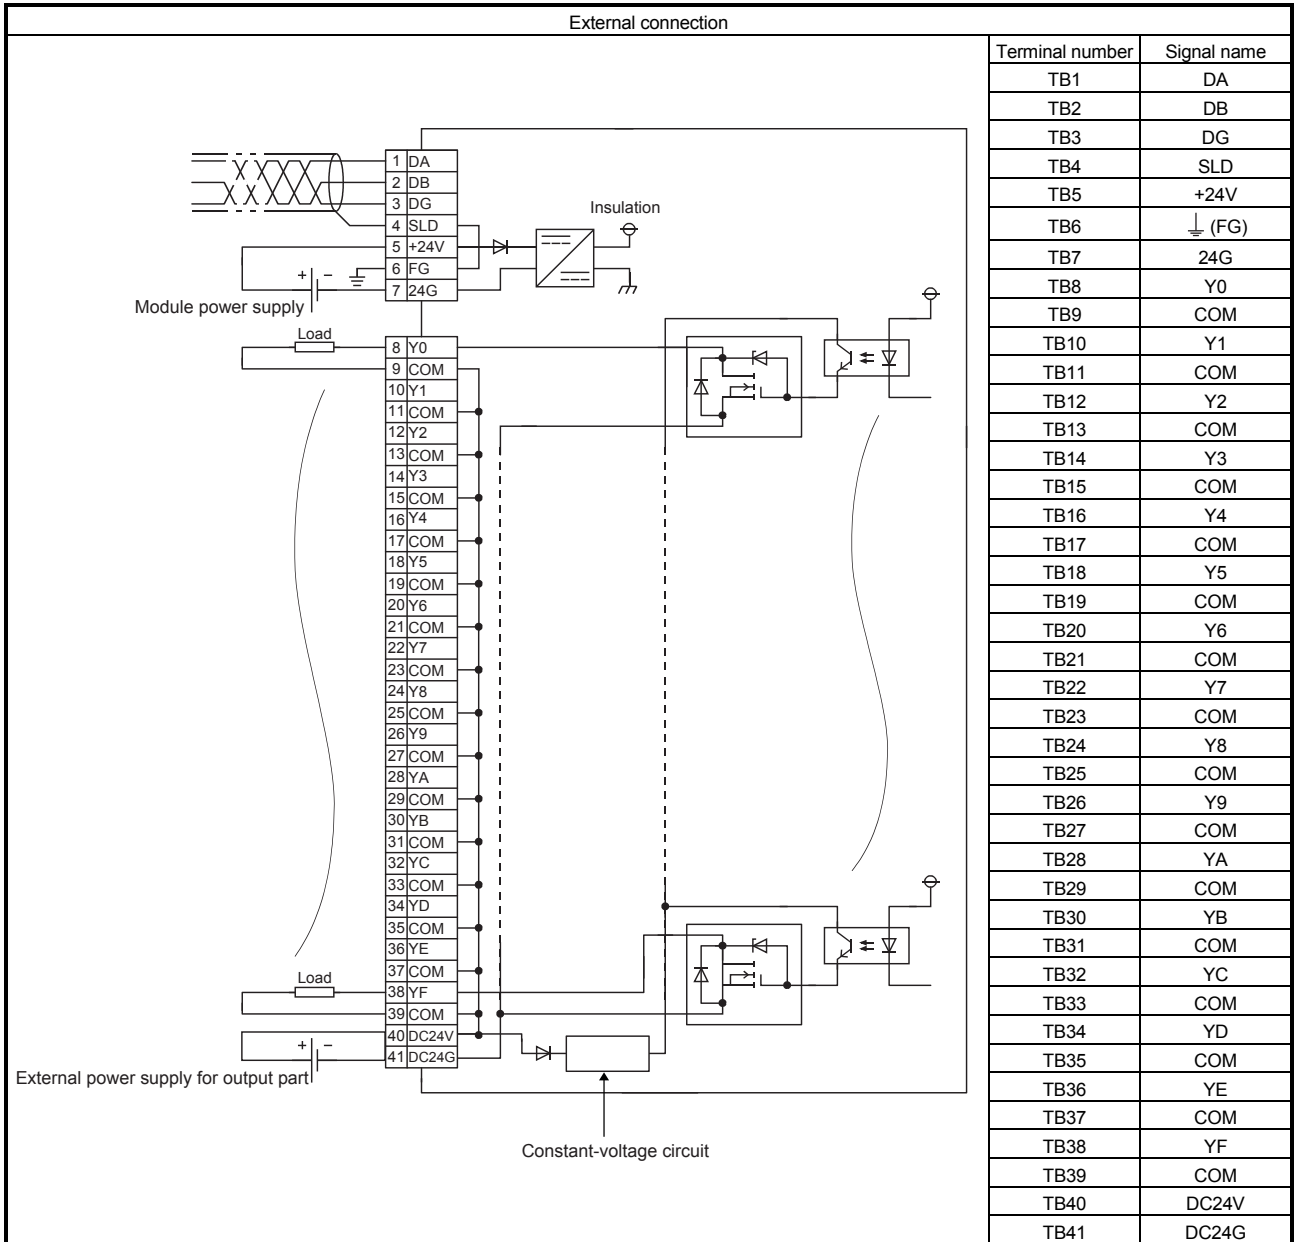 External connection
Terminal number Signal name
TB1 DA
TB2 DB
TB3 DG
TB4 SLD
TB5 +24V
TB6 (FG)
TB7 24G
TB8 Y0
TB9 COM
TB10 Y1
TB11 COM
TB12 Y2
TB13 COM
TB14 Y3
TB15 COM
TB16 Y4
TB17 COM
TB18 Y5
TB19 COM
TB20 Y6
TB21 COM
TB22 Y7
TB23 COM
TB24 Y8
TB25 COM
TB26 Y9
TB27 COM
TB28 YA
TB29 COM
TB30 YB
TB31 COM
TB32 YC
TB33 COM
TB34 YD
TB35 COM
TB36 YE
TB37 COM
TB38 YF
TB39 COM
TB40 DC24V
TB41 DC24G
1 DA
2 DB
3 DG
4 SLD
5 +24V
6 FG
7 24G
Insulation
+ −
Module power supply
Load
8 Y0
9 COM
10 Y1
11 COM
12 Y2
13 COM
14 Y3
15 COM
16 Y4
17 COM
18 Y5
19 COM
20 Y6
21 COM
22 Y7
23 COM
24 Y8
25 COM
26 Y9
27 COM
28 YA
29 COM
30 YB
31 COM
32 YC
33 COM
34 YD
35 COM
36 YE
37 COM
Load
38 YF
39 COM
40 DC24V
41 DC24G
+ −
External power supply for output part
Constant-voltage circuit